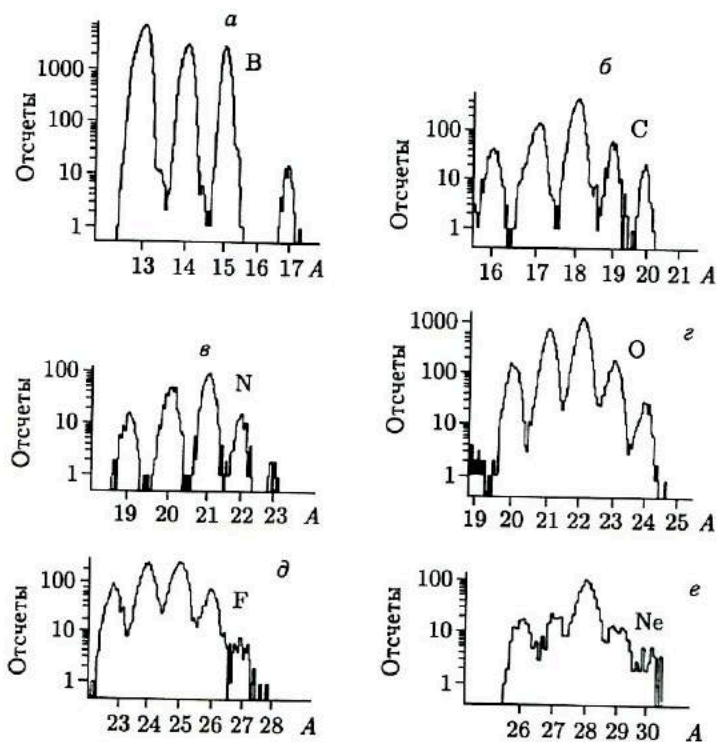 а
B
Отсчеты
1000
100
10
1
13 14 15 16 17 A
б
C
Отсчеты
100
10
1
16 17 18 19 20 21 A
в
N
Отсчеты
100
10
1
19 20 21 22 23 A
г
O
Отсчеты
1000
100
10
1
19 20 21 22 23 24 25 A
д
F
Отсчеты
100
10
1
23 24 25 26 27 28 A
е
Ne
Отсчеты
100
10
1
26 27 28 29 30 A